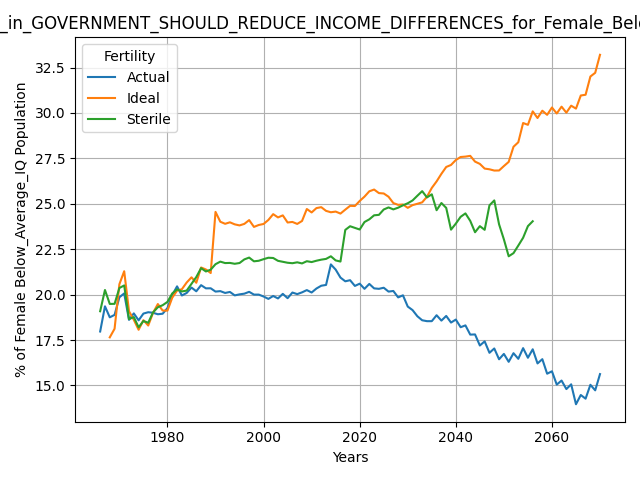 _in_GOVERNMENT_SHOULD_REDUCE_INCOME_DIFFERENCES_for_Female_Bel
% of Female Below_Average_IQ Population
32.5
30.0
27.5
25.0
22.5
20.0
17.5
15.0
Fertility
Actual
Ideal
Sterile
1980
2000
2020
2040
2060
Years